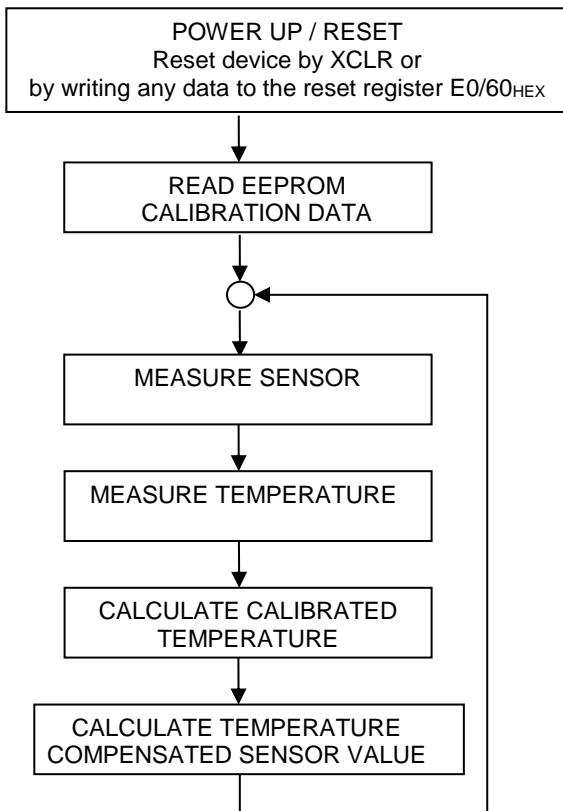 POWER UP / RESET
Reset device by XCLR or
by writing any data to the reset register E0/60HEX
READ EEPROM
CALIBRATION DATA
MEASURE SENSOR
MEASURE TEMPERATURE
CALCULATE CALIBRATED
TEMPERATURE
CALCULATE TEMPERATURE
COMPENSATED SENSOR VALUE